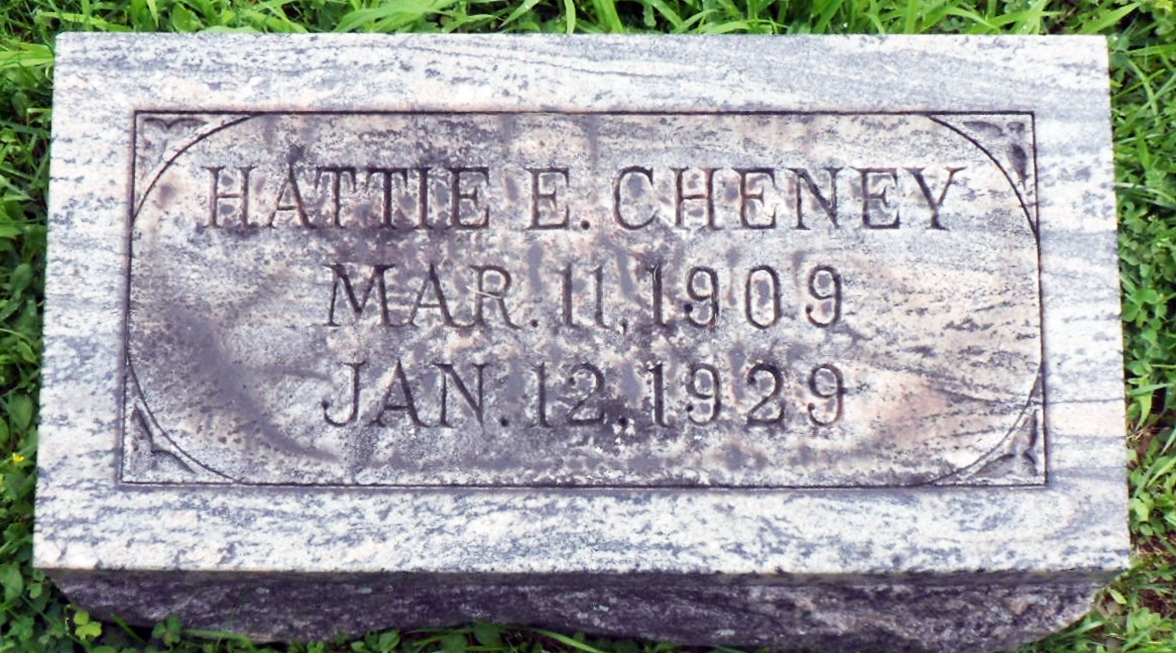 HATTIE E. CHENEY
MAR. 11, 1909
JAN. 12, 1929